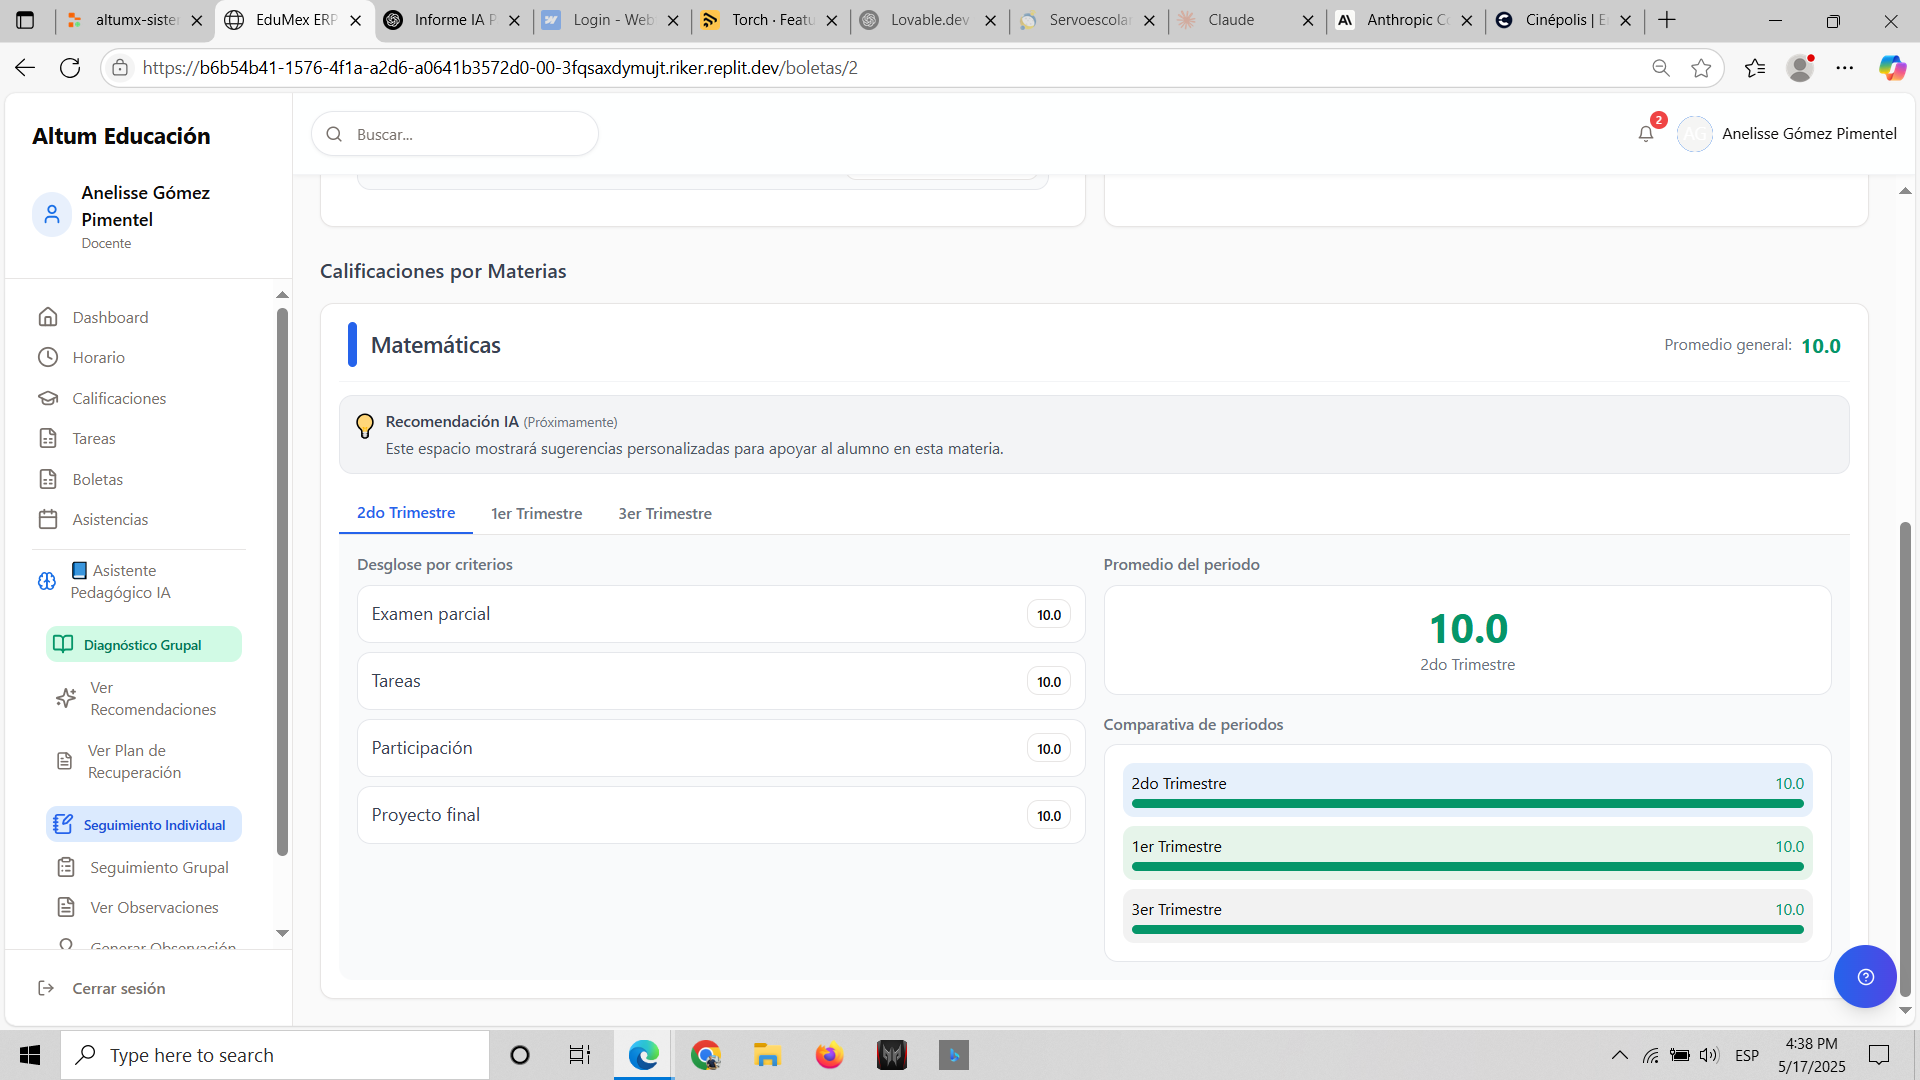 altumx-sister
EduMex ERP
Informe IA P
Login - Web
Torch · Featu
Lovable.dev
Servoescolar
Claude
Anthropic Co
Cinépolis | E
https://b6b54b41-1576-4f1a-a2d6-a0641b3572d0-00-3fqsaxdymujt.riker.replit.dev/boletas/2
Altum Educación
Buscar...
2
AG
Anelisse Gómez Pimentel
Anelisse Gómez
Pimentel
Docente
Dashboard
Horario
Calificaciones
Tareas
Boletas
Asistencias
Asistente
Pedagógico IA
Diagnóstico Grupal
Ver
Recomendaciones
Ver Plan de
Recuperación
Seguimiento Individual
Seguimiento Grupal
Ver Observaciones
Generar Observación
Cerrar sesión
Calificaciones por Materias
Matemáticas
Promedio general: 10.0
Recomendación IA (Próximamente)
Este espacio mostrará sugerencias personalizadas para apoyar al alumno en esta materia.
2do Trimestre
1er Trimestre
3er Trimestre
Desglose por criterios
Examen parcial 10.0
Tareas 10.0
Participación 10.0
Proyecto final 10.0
Promedio del periodo
10.0
2do Trimestre
Comparativa de periodos
2do Trimestre 10.0
1er Trimestre 10.0
3er Trimestre 10.0
Type here to search
ESP
4:38 PM
5/17/2025